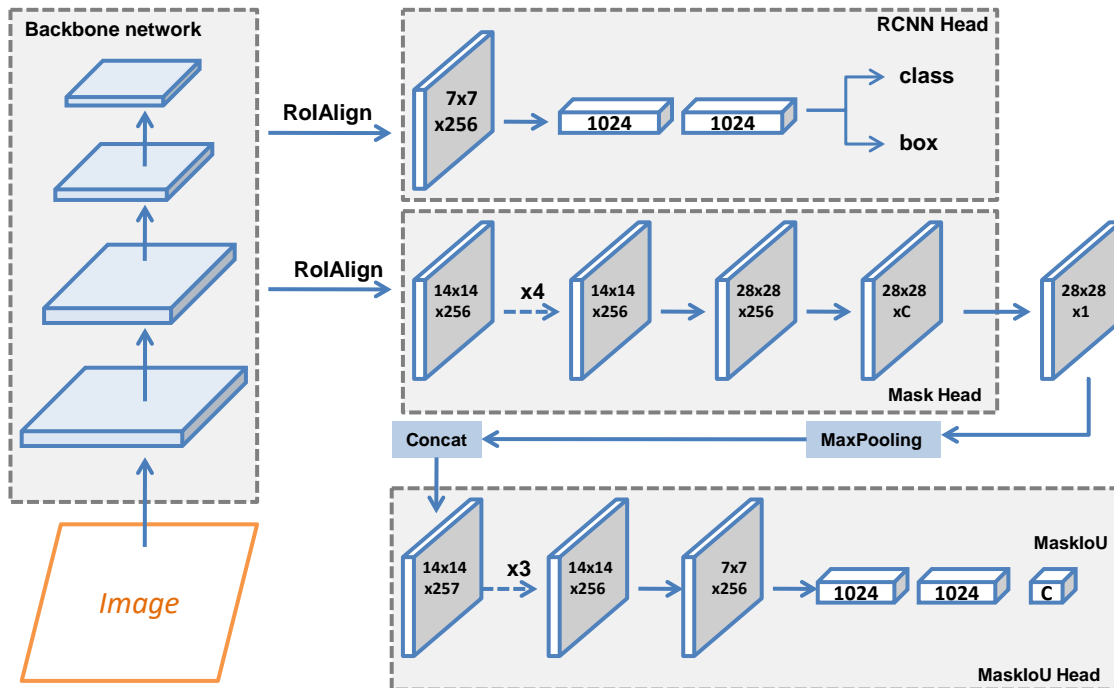 Backbone network
Image
RoIAlign
RCNN Head
7x7
x256
1024
1024
class
box
RoIAlign
14x14
x256
x4
14x14
x256
28x28
x256
28x28
xC
Mask Head
28x28
x1
MaxPooling
Concat
14x14
x257
x3
14x14
x256
7x7
x256
1024
1024
C
MaskIoU
MaskIoU Head